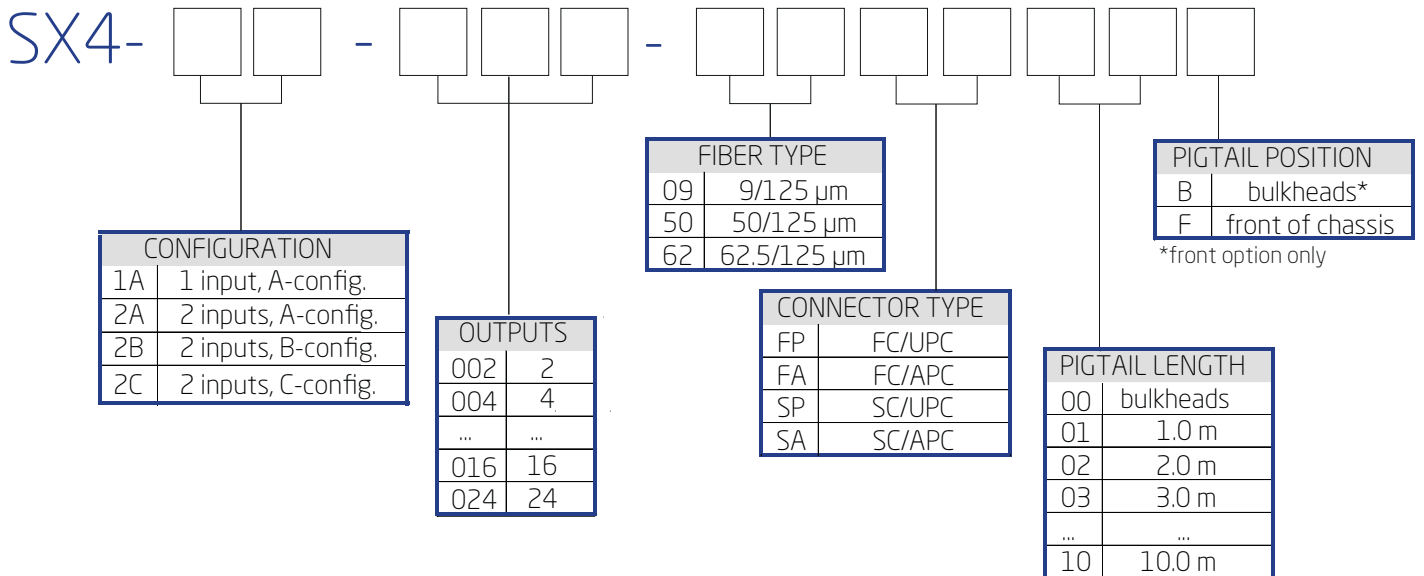 SX4- - -
FIBER TYPE
09 9/125 µm
50 50/125 µm
62 62.5/125 µm
PIGTAIL POSITION
B bulkheads*
F front of chassis
*front option only
CONFIGURATION
1A 1 input, A-config.
2A 2 inputs, A-config.
2B 2 inputs, B-config.
2C 2 inputs, C-config.
OUTPUTS
002 2
004 4
... ...
016 16
024 24
CONNECTOR TYPE
FP FC/UPC
FA FC/APC
SP SC/UPC
SA SC/APC
PIGTAIL LENGTH
00 bulkheads
01 1.0 m
02 2.0 m
03 3.0 m
... ...
10 10.0 m